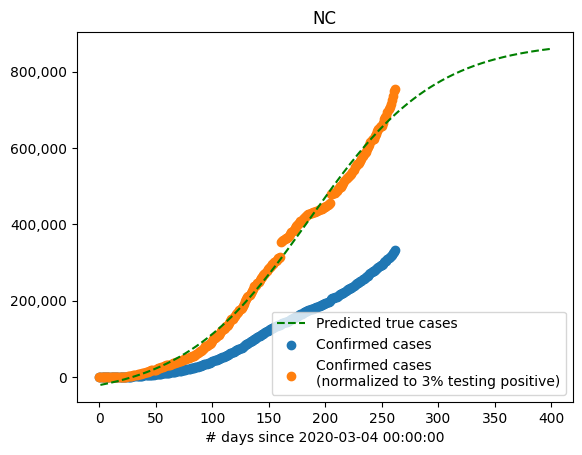 NC
800,000
600,000
400,000
200,000
0
Predicted true cases
Confirmed cases
Confirmed cases
(normalized to 3% testing positive)
0 50 100 150 200 250 300 350 400
# days since 2020-03-04 00:00:00